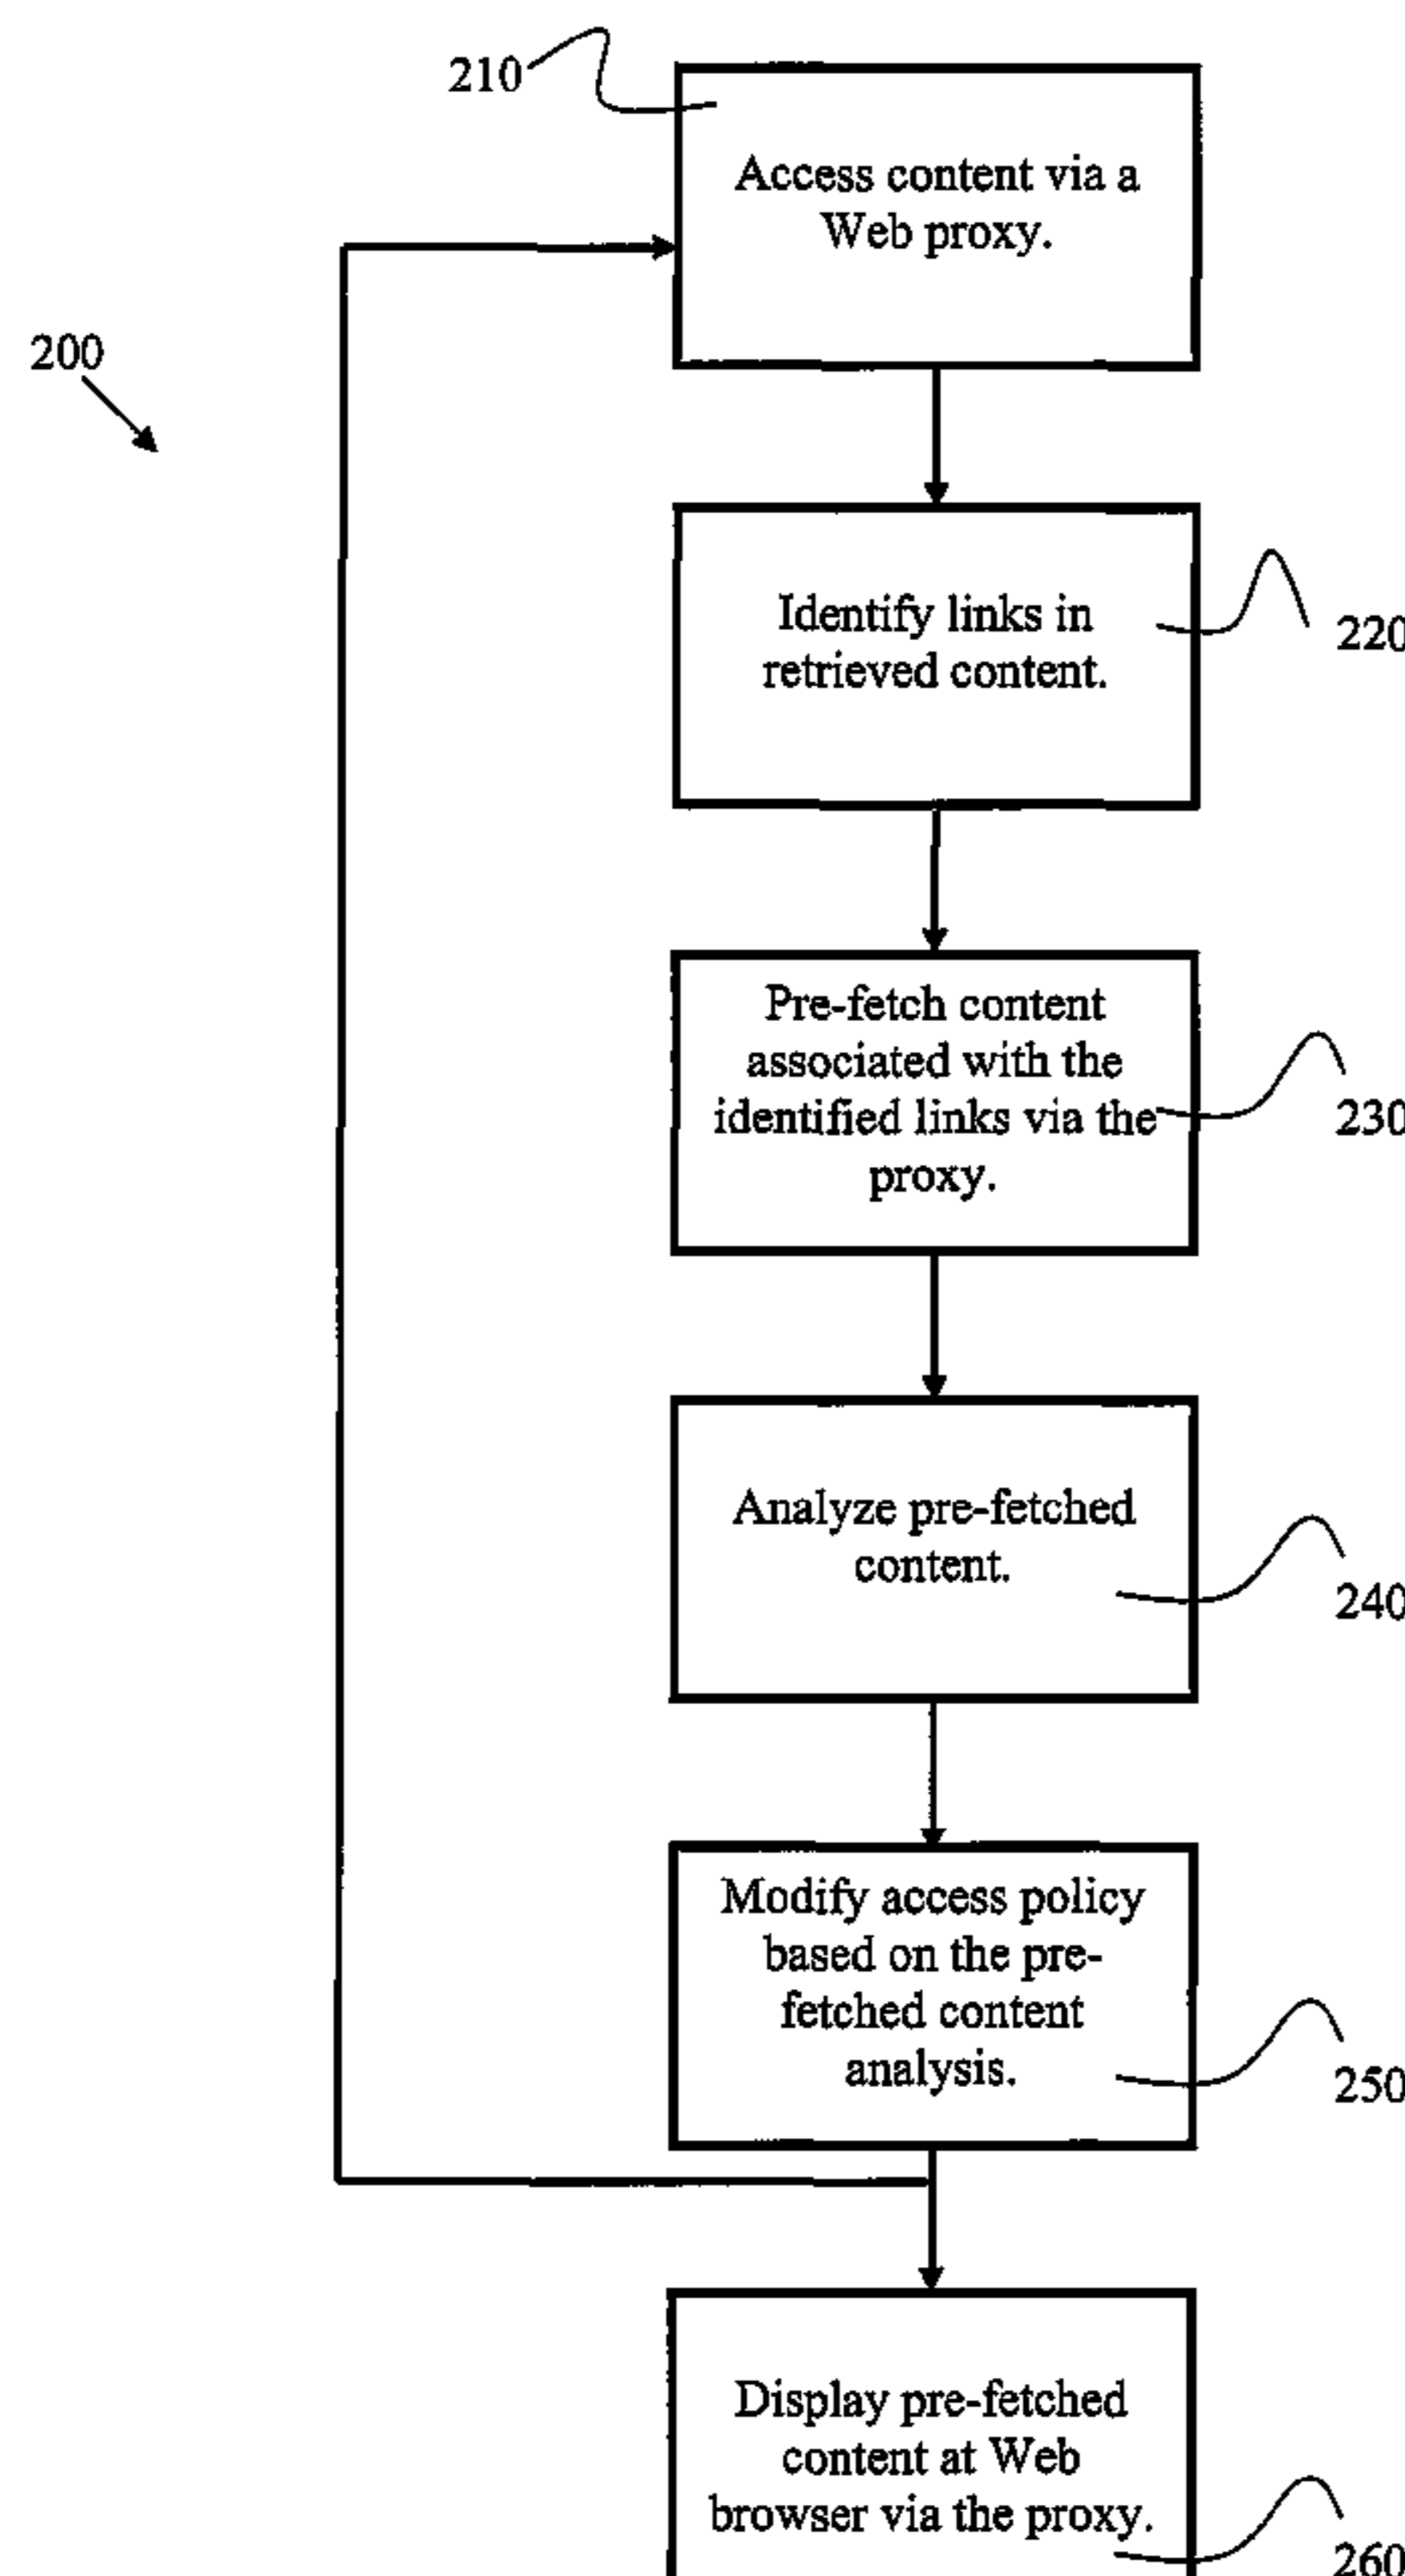 210
Access content via a
Web proxy.
200
Identify links in
retrieved content.
220
Pre-fetch content
associated with the
identified links via the
proxy.
230
Analyze pre-fetched
content.
240
Modify access policy
based on the pre-
fetched content
analysis.
250
Display pre-fetched
content at Web
browser via the proxy.
260